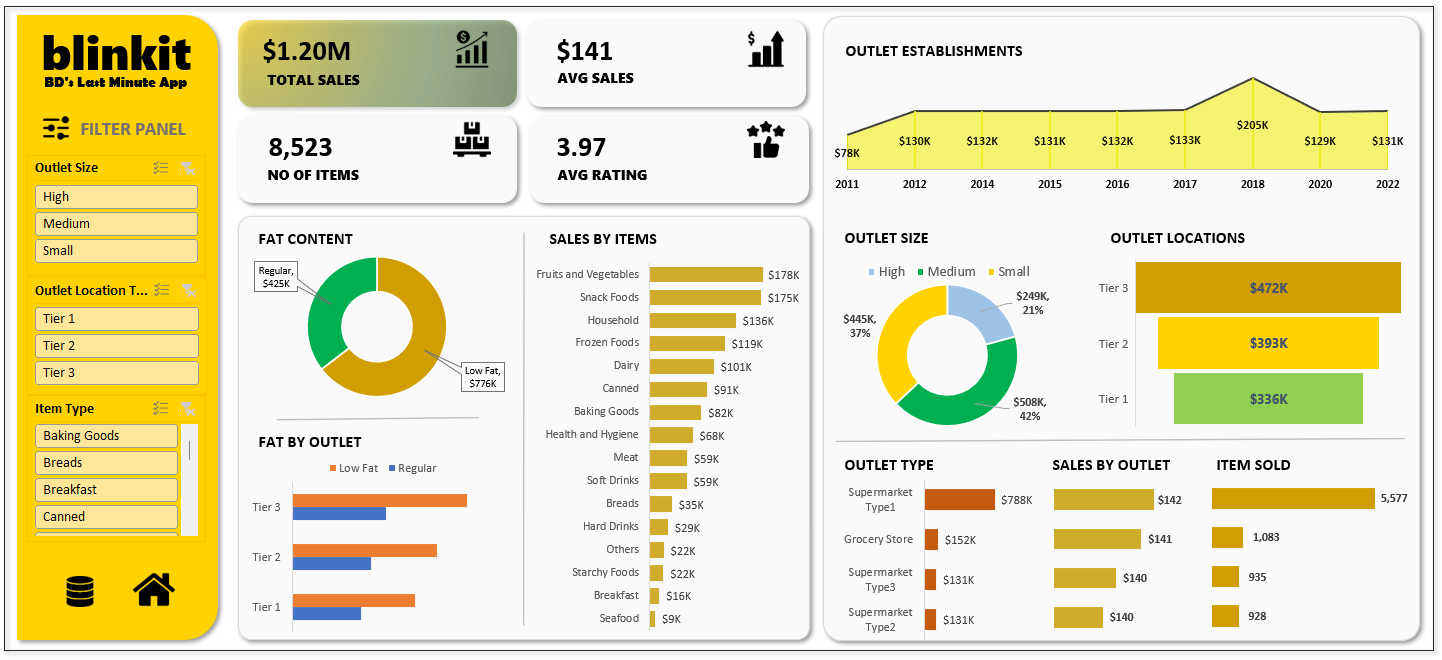 blinkit
BD's Last Minute App
FILTER PANEL
Outlet Size
High
Medium
Small
Outlet Location T...
Tier 1
Tier 2
Tier 3
Item Type
Baking Goods
Breads
Breakfast
Canned
$1.20M
TOTAL SALES
$141
AVG SALES
8,523
NO OF ITEMS
3.97
AVG RATING
FAT CONTENT
Regular,
$425K
Low Fat,
$776K
FAT BY OUTLET
Low Fat Regular
Tier 3
Tier 2
Tier 1
SALES BY ITEMS
Fruits and Vegetables $178K
Snack Foods $175K
Household $136K
Frozen Foods $119K
Dairy $101K
Canned $91K
Baking Goods $82K
Health and Hygiene $68K
Meat $59K
Soft Drinks $59K
Breads $35K
Hard Drinks $29K
Others $22K
Starchy Foods $22K
Breakfast $16K
Seafood $9K
OUTLET ESTABLISHMENTS
$78K $130K $132K $131K $132K $133K $205K $129K $131K
2011 2012 2014 2015 2016 2017 2018 2020 2022
OUTLET SIZE
High Medium Small
$249K,
21%
$445K,
37%
$508K,
42%
OUTLET LOCATIONS
Tier 3 $472K
Tier 2 $393K
Tier 1 $336K
OUTLET TYPE SALES BY OUTLET ITEM SOLD
Supermarket
Type1 $788K $142 5,577
Grocery Store $152K $141 1,083
Supermarket
Type3 $131K $140 935
Supermarket
Type2 $131K $140 928